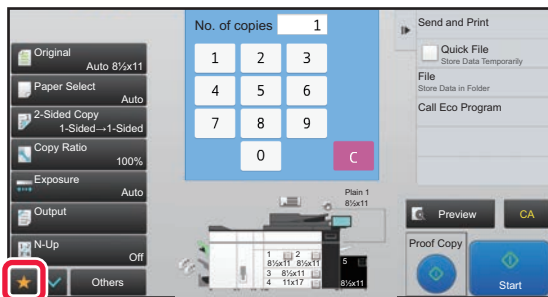 No. of copies 1
Original
Auto 8½x11
Paper Select
Auto
2-Sided Copy
1-Sided→1-Sided
Copy Ratio
100%
Exposure
Auto
Output
N-Up
Off
Others
1 2 3
4 5 6
7 8 9
0 C
Plain 1
8½x11
1 2
8½x11 8½x11
3 8½x11
4 11x17
5
8½x11
Send and Print
Quick File
Store Data Temporarily
File
Store Data in Folder
Call Eco Program
Preview
CA
Proof Copy
Start